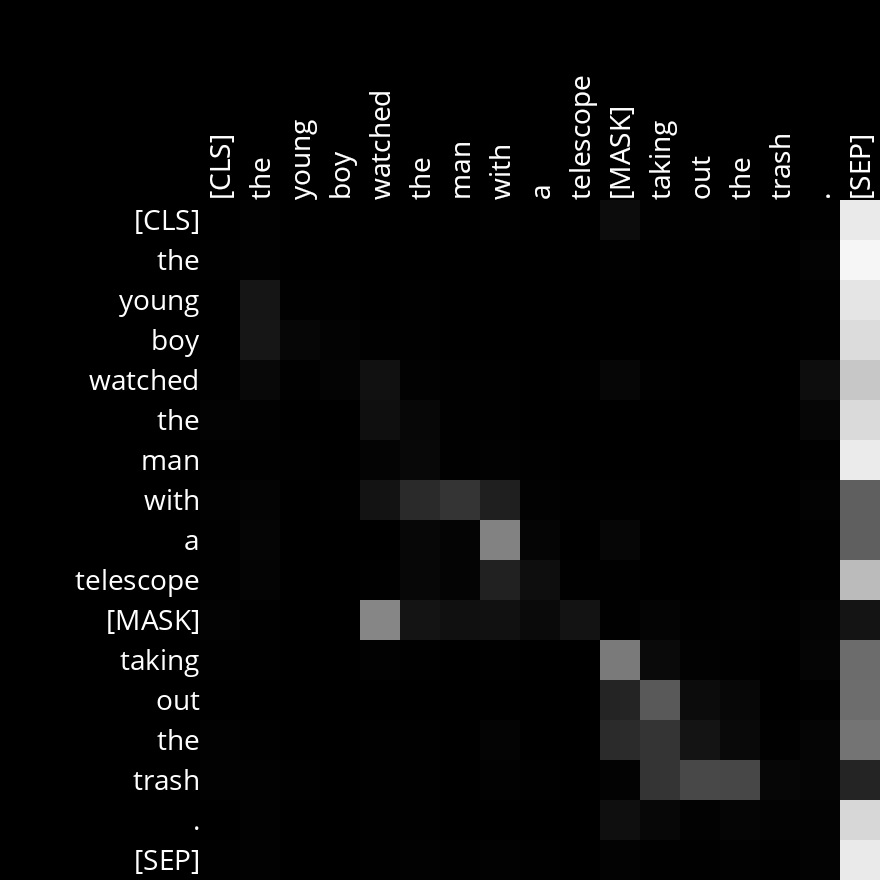 [CLS]
the
young
boy
watched
the
man
with
a
telescope
[MASK]
taking
out
the
trash
.
[SEP]
[CLS]
the
young
boy
watched
the
man
with
a
telescope
[MASK]
taking
out
the
trash
.
[SEP]